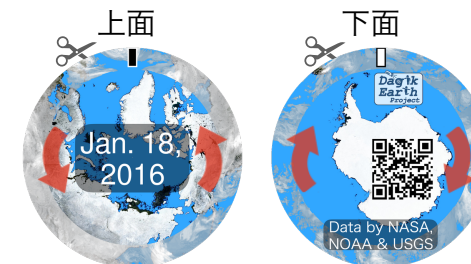 上面
下面
Jan. 18,
2016
Dagik
Earth
Project
Data by NASA,
NOAA & USGS